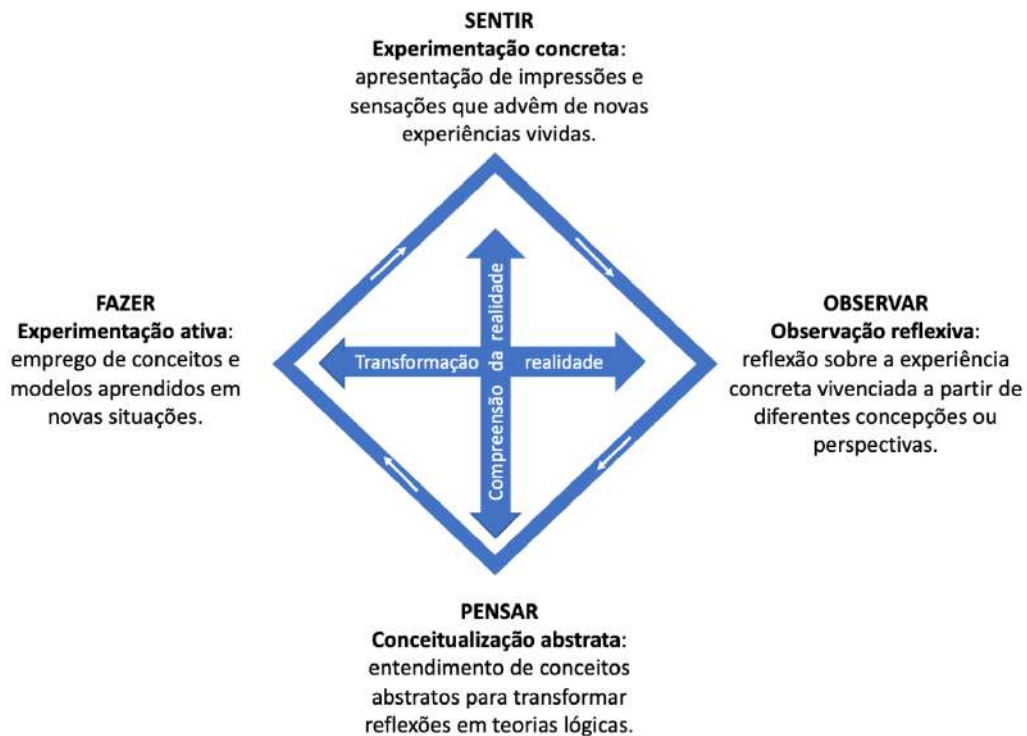 SENTIR
Experimentação concreta:
apresentação de impressões e
sensações que advêm de novas
experiências vividas.
FAZER
Experimentação ativa:
emprego de conceitos e
modelos aprendidos em
novas situações.
Transformação da realidade
Compreensão da realidade
OBSERVAR
Observação reflexiva:
reflexão sobre a experiência
concreta vivenciada a partir de
diferentes concepções ou
perspectivas.
PENSAR
Conceitualização abstrata:
entendimento de conceitos
abstratos para transformar
reflexões em teorias lógicas.